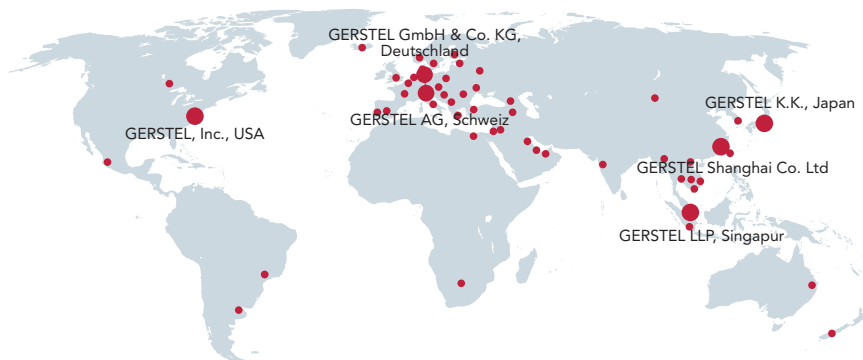 GERSTEL GmbH & Co. KG,
Deutschland
GERSTEL K.K., Japan
GERSTEL AG, Schweiz
GERSTEL, Inc., USA
GERSTEL Shanghai Co. Ltd
GERSTEL LLP, Singapur